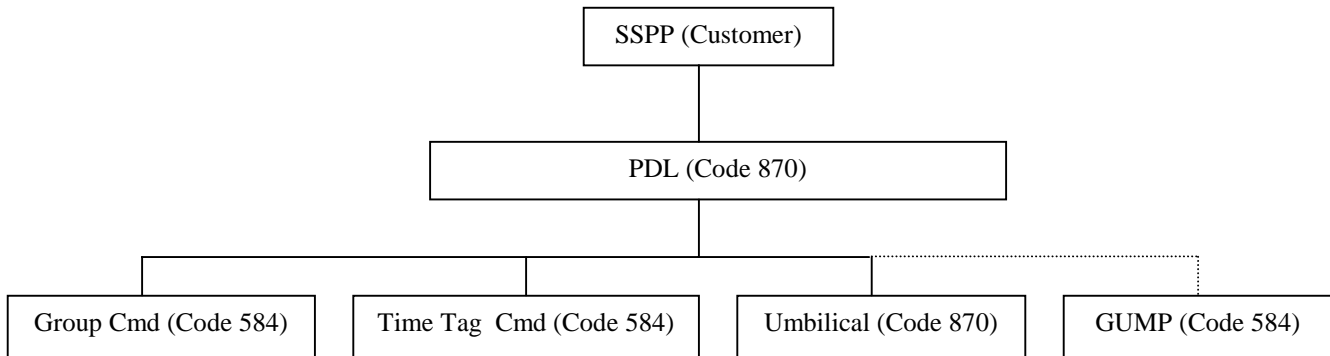 SSPP (Customer)
PDL (Code 870)
Group Cmd (Code 584)
Time Tag Cmd (Code 584)
Umbilical (Code 870)
GUMP (Code 584)